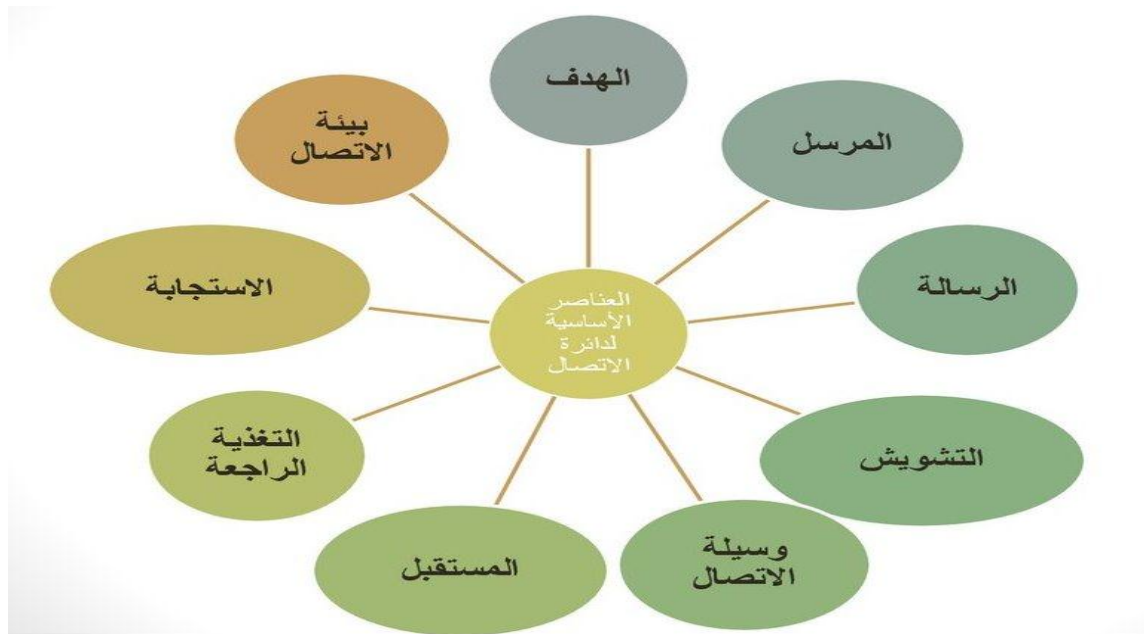 الهدف
المرسل
الرسالة
التشويش
وسيلة
الاتصال
المستقبل
التغذية
الراجعة
الاستجابة
بيئة
الاتصال
العناصر
الأساسية
لدائرة
الاتصال